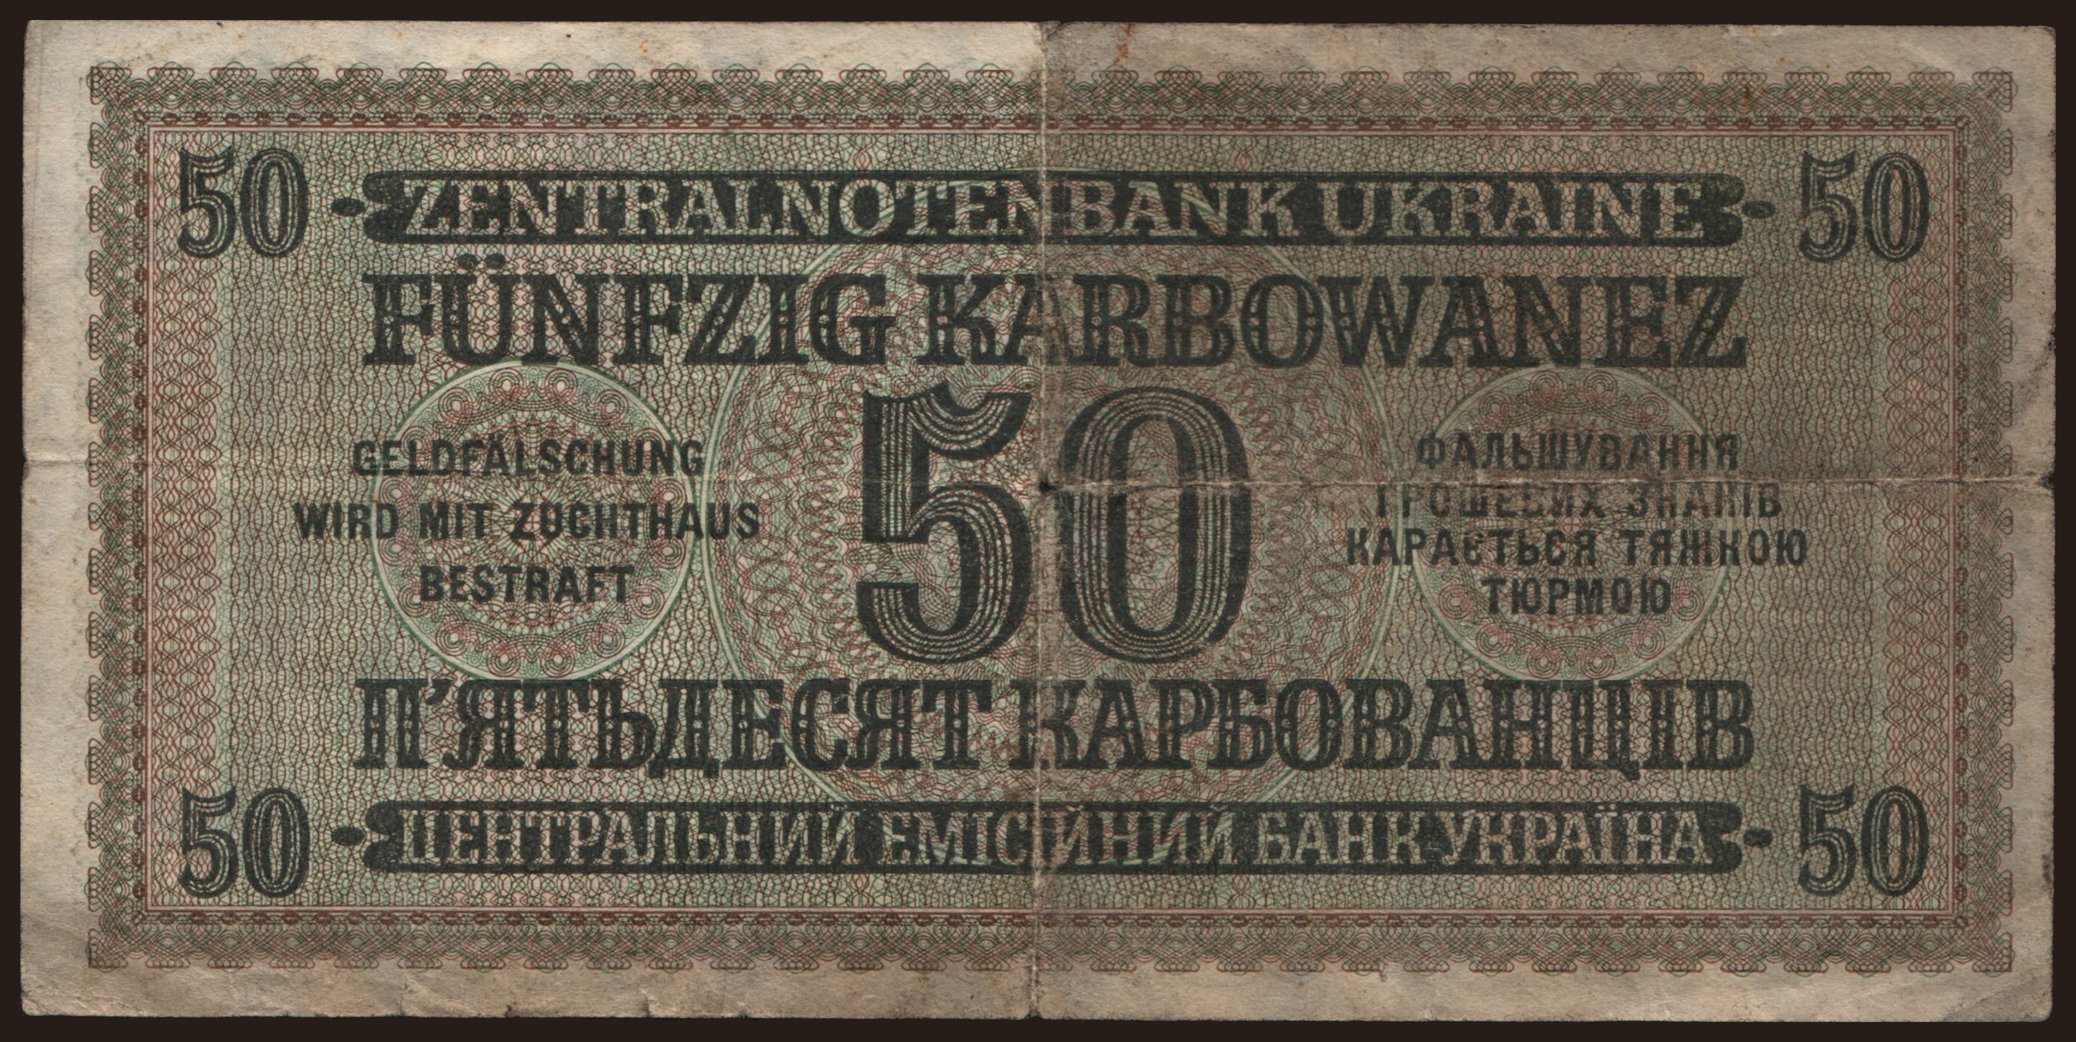 50 ZENTRALNOTENBANK UKRAINE 50
FÜNFZIG KARBOWANEZ
50
GELDFÄLSCHUNG
WIRD MIT ZUCHTHAUS
BESTRAFT
ФАЛЬШУВАННЯ
ГРОШЕВИХ ЗНАКІВ
КАРАЄТЬСЯ ТЯЖКОЮ
ТЮРМОЮ
П'ЯТЬДЕСЯТ КАРБОВАНЦІВ
50 ЦЕНТРАЛЬНИЙ ЕМІСІЙНИЙ БАНК УКРАЇНА 50